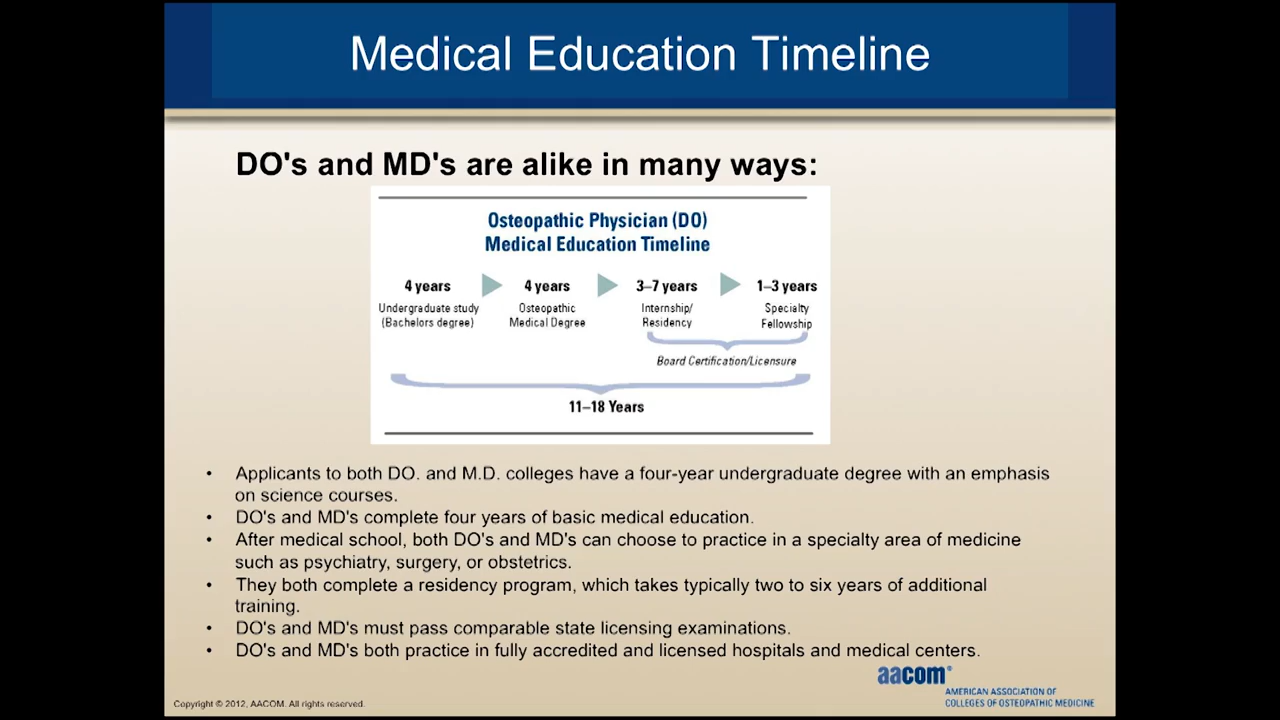 Medical Education Timeline
DO's and MD's are alike in many ways:
Osteopathic Physician (DO)
Medical Education Timeline
4 years
Undergraduate study
(Bachelors degree)
4 years
Osteopathic
Medical Degree
3–7 years
Internship/
Residency
1–3 years
Specialty
Fellowship
Board Certification/Licensure
11–18 Years
• Applicants to both DO. and M.D. colleges have a four-year undergraduate degree with an emphasis
on science courses.
• DO's and MD's complete four years of basic medical education.
• After medical school, both DO's and MD's can choose to practice in a specialty area of medicine
such as psychiatry, surgery, or obstetrics.
• They both complete a residency program, which takes typically two to six years of additional
training.
• DO's and MD's must pass comparable state licensing examinations.
• DO's and MD's both practice in fully accredited and licensed hospitals and medical centers.
aacom®
AMERICAN ASSOCIATION OF
COLLEGES OF OSTEOPATHIC MEDICINE
Copyright © 2012, AACOM. All rights reserved.